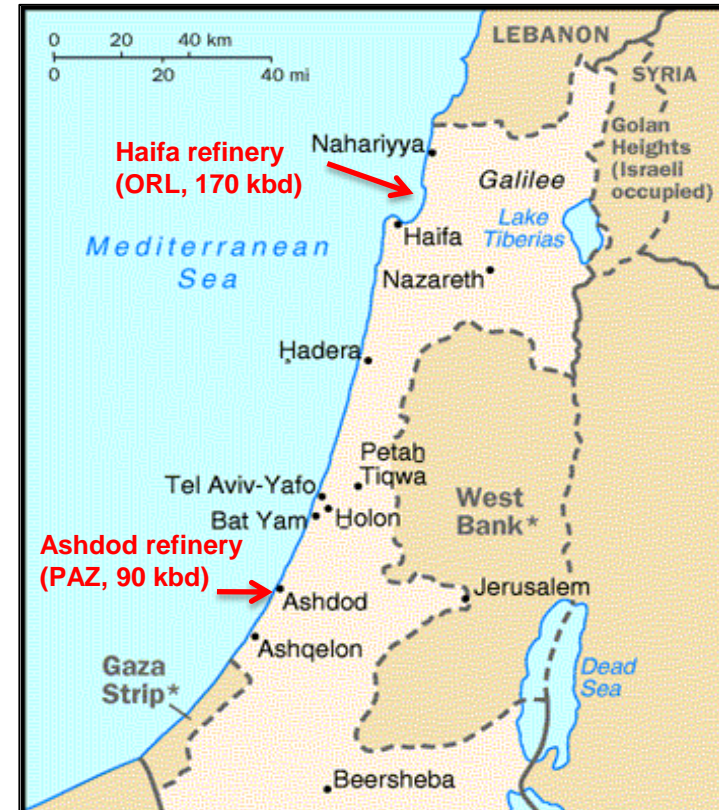 0 20 40 km
0 20 40 mi
LEBANON
SYRIA
Golan
Heights
(Israeli
occupied)
Nahariyya
Haifa refinery
(ORL, 170 kbd)
Galilee
Lake
Tiberias
Haifa
Mediterranean
Sea
Nazareth
Ḥadera
Petaẖ
Tiqwa
Tel Aviv-Yafo
Bat Yam
H̱olon
West
Bank*
Ashdod refinery
(PAZ, 90 kbd)
Ashdod
Jerusalem
Ashqelon
Gaza
Strip*
Dead
Sea
Beersheba